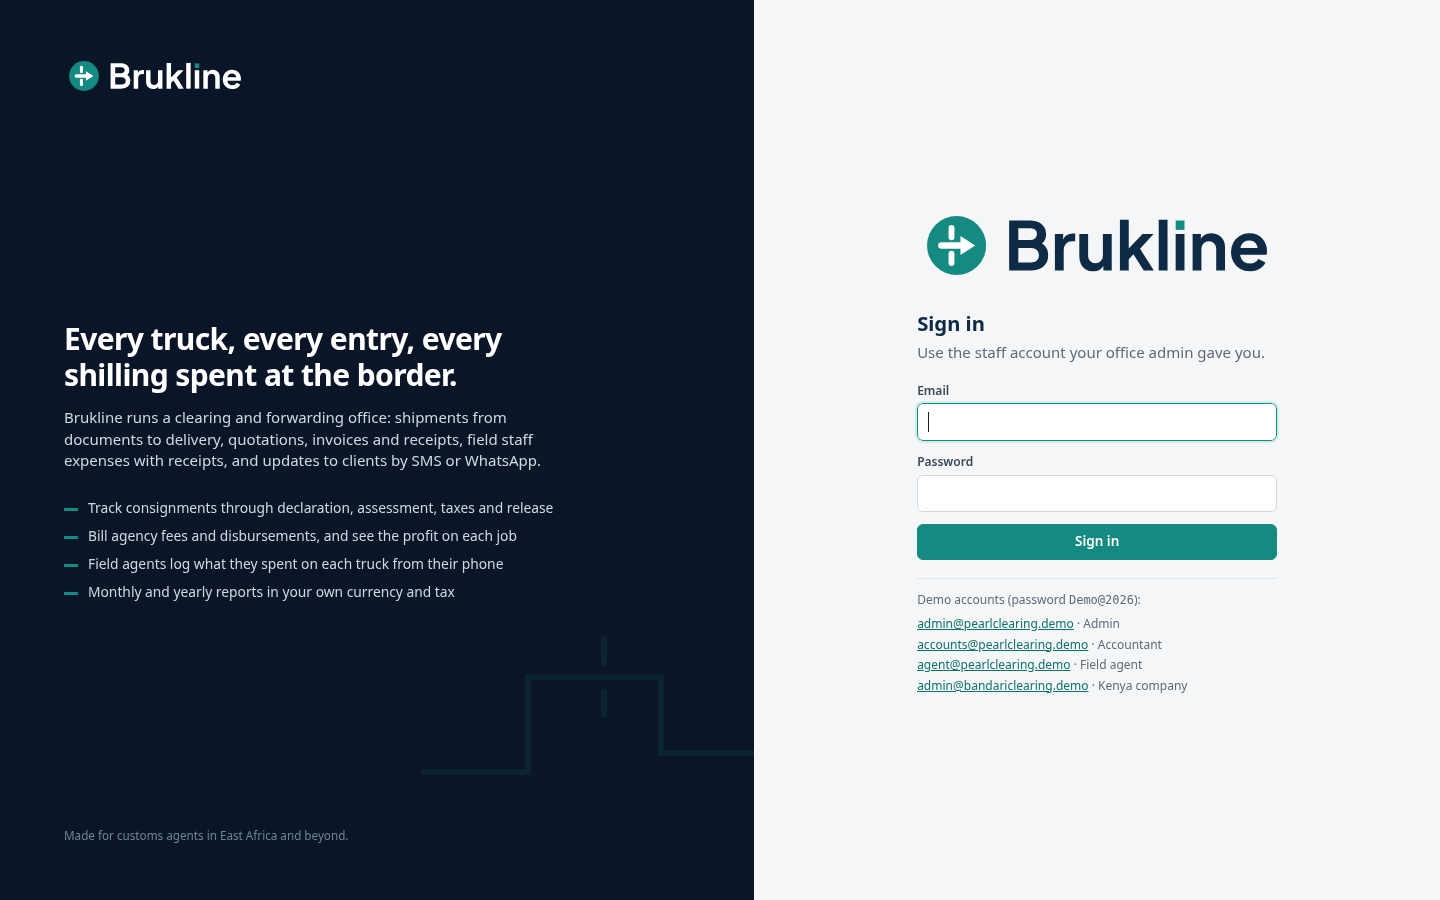 Brukline
Every truck, every entry, every
shilling spent at the border.
Brukline runs a clearing and forwarding office: shipments from
documents to delivery, quotations, invoices and receipts, field staff
expenses with receipts, and updates to clients by SMS or WhatsApp.
Track consignments through declaration, assessment, taxes and release
Bill agency fees and disbursements, and see the profit on each job
Field agents log what they spent on each truck from their phone
Monthly and yearly reports in your own currency and tax
Made for customs agents in East Africa and beyond.
Brukline
Sign in
Use the staff account your office admin gave you.
Email
Password
Sign in
Demo accounts (password Demo@2026):
admin@pearlclearing.demo · Admin
accounts@pearlclearing.demo · Accountant
agent@pearlclearing.demo · Field agent
admin@bandariclearing.demo · Kenya company